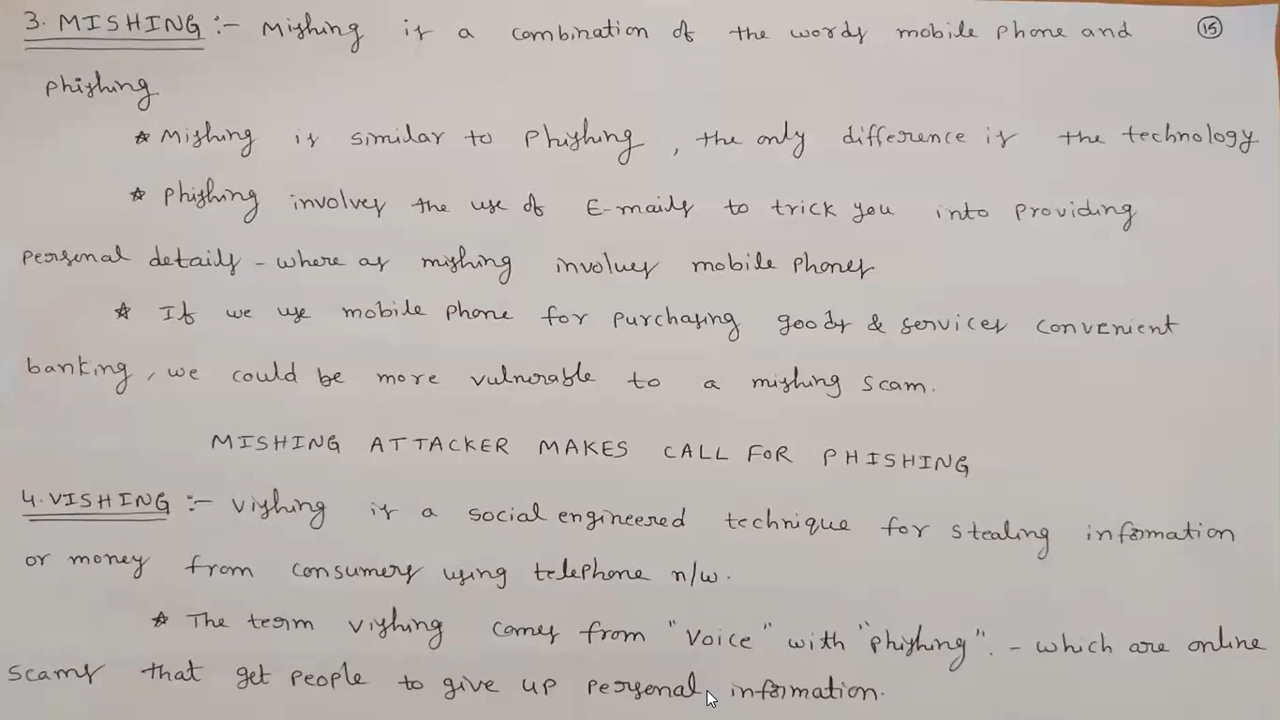 3. MISHING :- Mishing is a combination of the words mobile phone and 15
phishing
* Mishing is similar to phishing, the only difference is the technology
* Phishing involves the use of E-mails to trick you into providing
personal details - where as mishing involves mobile phones
* If we use mobile phone for purchasing goods & services convenient
banking, we could be more vulnerable to a mishing scam.
MISHING ATTACKER MAKES CALL FOR PHISHING
4. VISHING :- Vishing is a social engineered technique for stealing information
or money from consumers using telephone n/w.
* The term vishing comes from "Voice" with "phishing". - which are online
scams that get people to give up personal information.